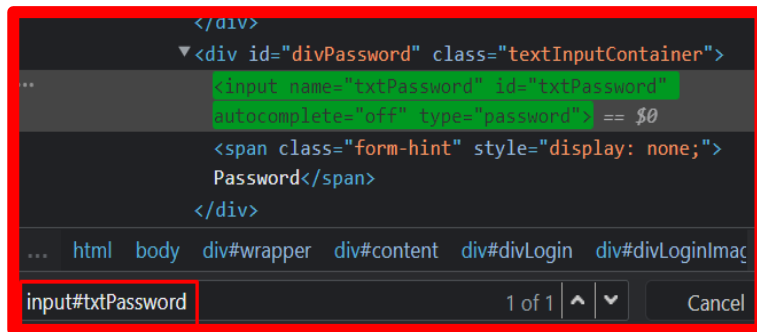 </div>
▼<div id="divPassword" class="textInputContainer">
... <input name="txtPassword" id="txtPassword"
autocomplete="off" type="password"> == $0
<span class="form-hint" style="display: none;">
Password</span>
</div>
... html body div#wrapper div#content div#divLogin div#divLoginImag
input#txtPassword 1 of 1 Cancel